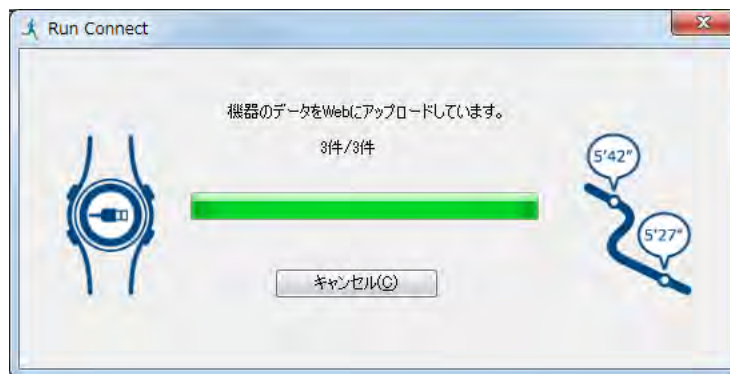 Run Connect
機器のデータをWebにアップロードしています。
3件/3件
5'42"
5'27"
キャンセル(C)